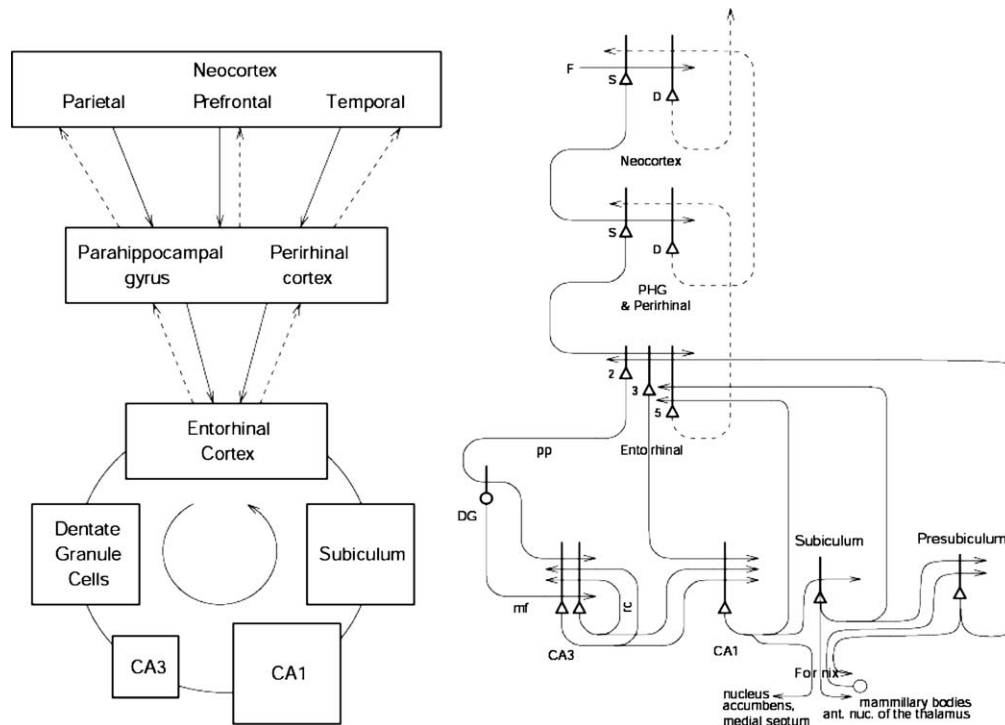 Neocortex
Parietal Prefrontal Temporal
Parahippocampal
gyrus
Perirhinal
cortex
Entorhinal
Cortex
Dentate
Granule
Cells
Subiculum
CA3
CA1
F
S
D
Neocortex
S
D
PHG
& Perirhinal
2
3
5
Entorhinal
pp
DG
mf
rc
CA3
CA1
Subiculum
Presubiculum
Fornix
nucleus
accumbens,
medial septum
mammillary bodies
ant. nuc. of the thalamus